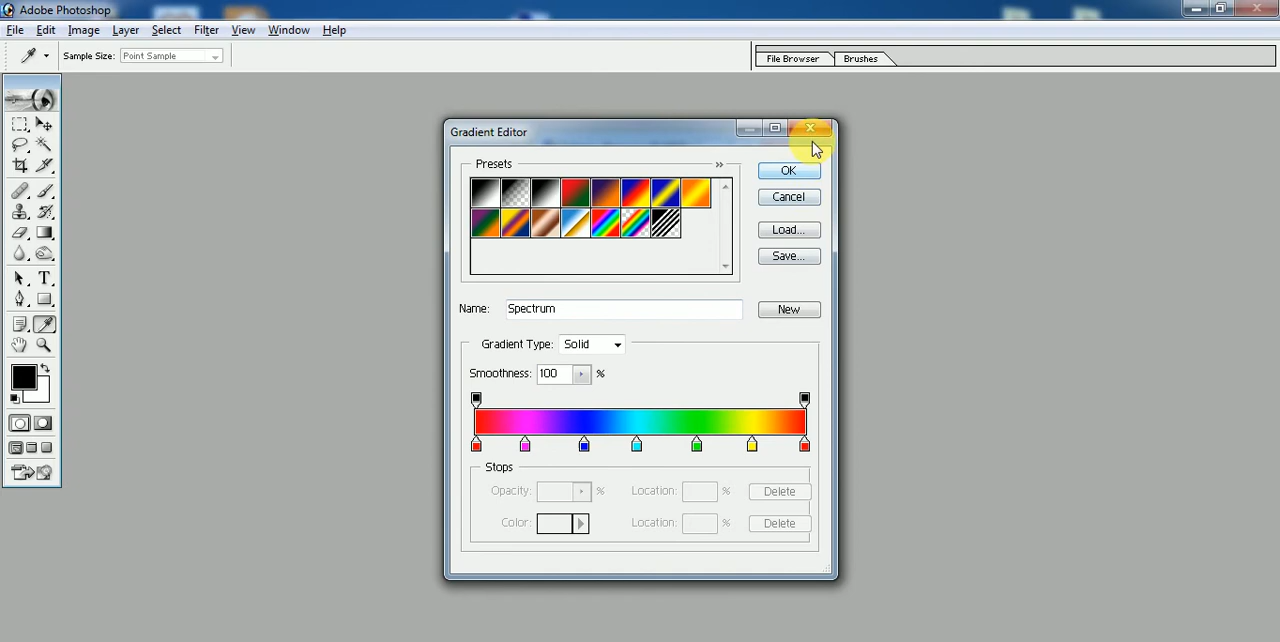 Adobe Photoshop
File Edit Image Layer Select Filter View Window Help
Sample Size: Point Sample
File Browser Brushes
Gradient Editor
Presets
OK
Cancel
Load...
Save...
Name: Spectrum New
Gradient Type: Solid
Smoothness: 100 %
Stops
Opacity: % Location: % Delete
Color: Location: % Delete
T